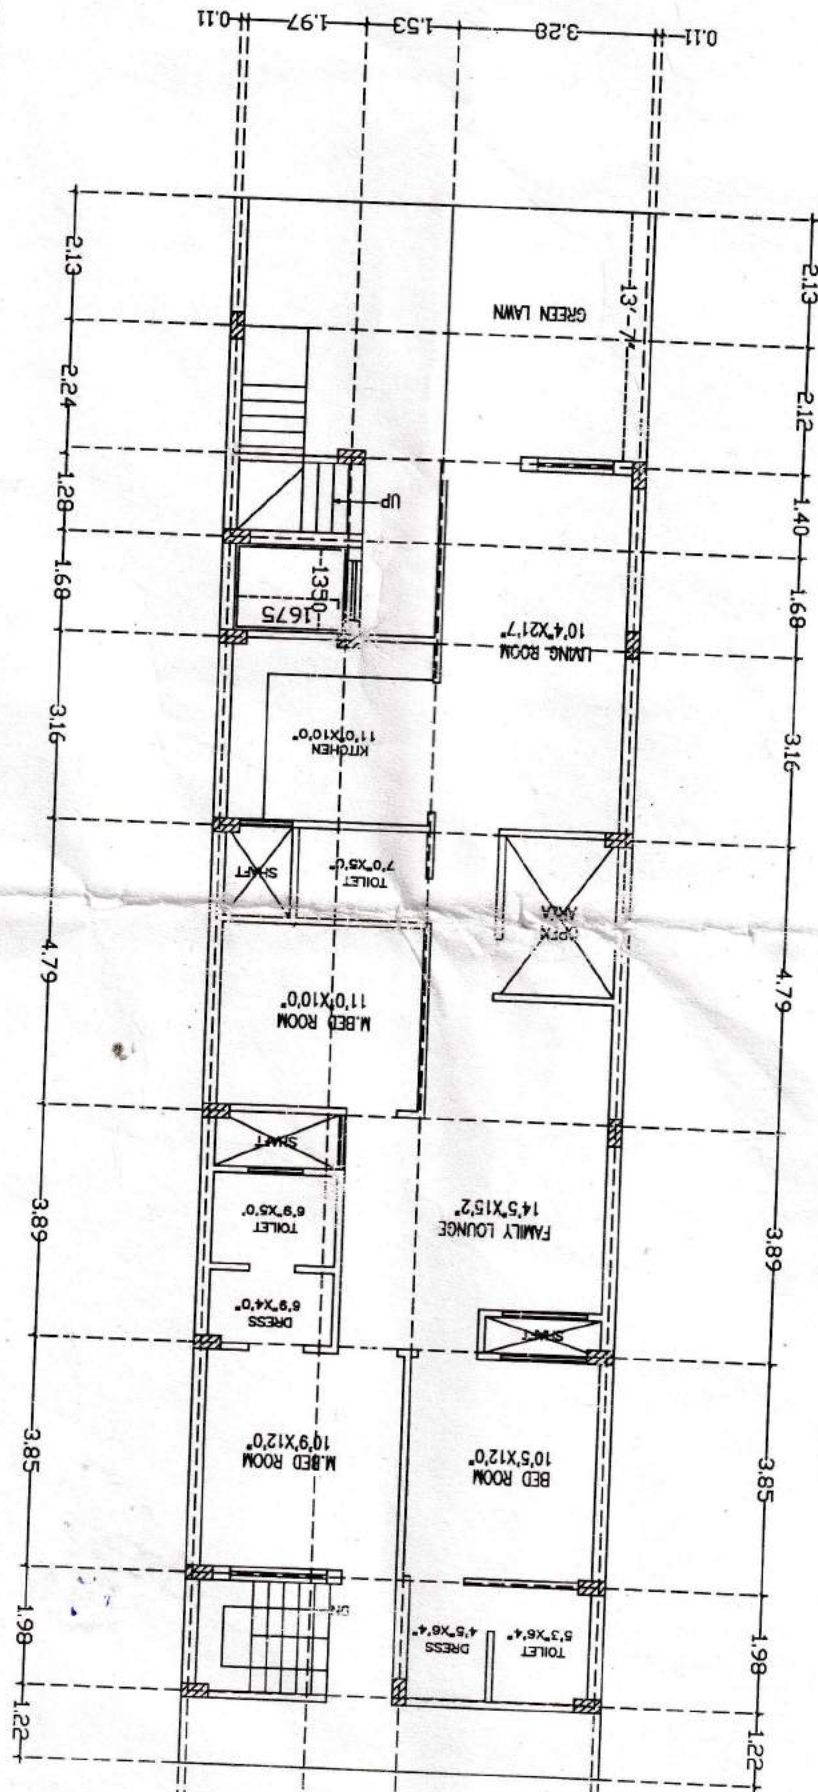 0.11
1.97
1.53
3.28
0.11
2.13
2.24
1.28
1.68
3.16
4.79
3.89
3.85
1.98
1.22
2.13
2.12
1.40
1.68
3.16
4.79
3.89
3.85
1.98
1.22
GREEN LAWN
13'-7"
UP
1350
1675
LIVING ROOM
10'4"X21'7"
KITCHEN
11'0"X10'0"
SHAFT
TOILET
7'0"X5'0"
OPEN
AREA
M.BED ROOM
11'0"X10'0"
SHAFT
TOILET
6'9"X5'0
FAMILY LOUNGE
14'5"X15'2"
DRESS
6'9"X4'0"
SHAFT
M.BED ROOM
10'9"X12'0"
BED ROOM
10'5"X12'0"
DN
DRESS
4'5"X6'4"
TOILET
5'3"X6'4"